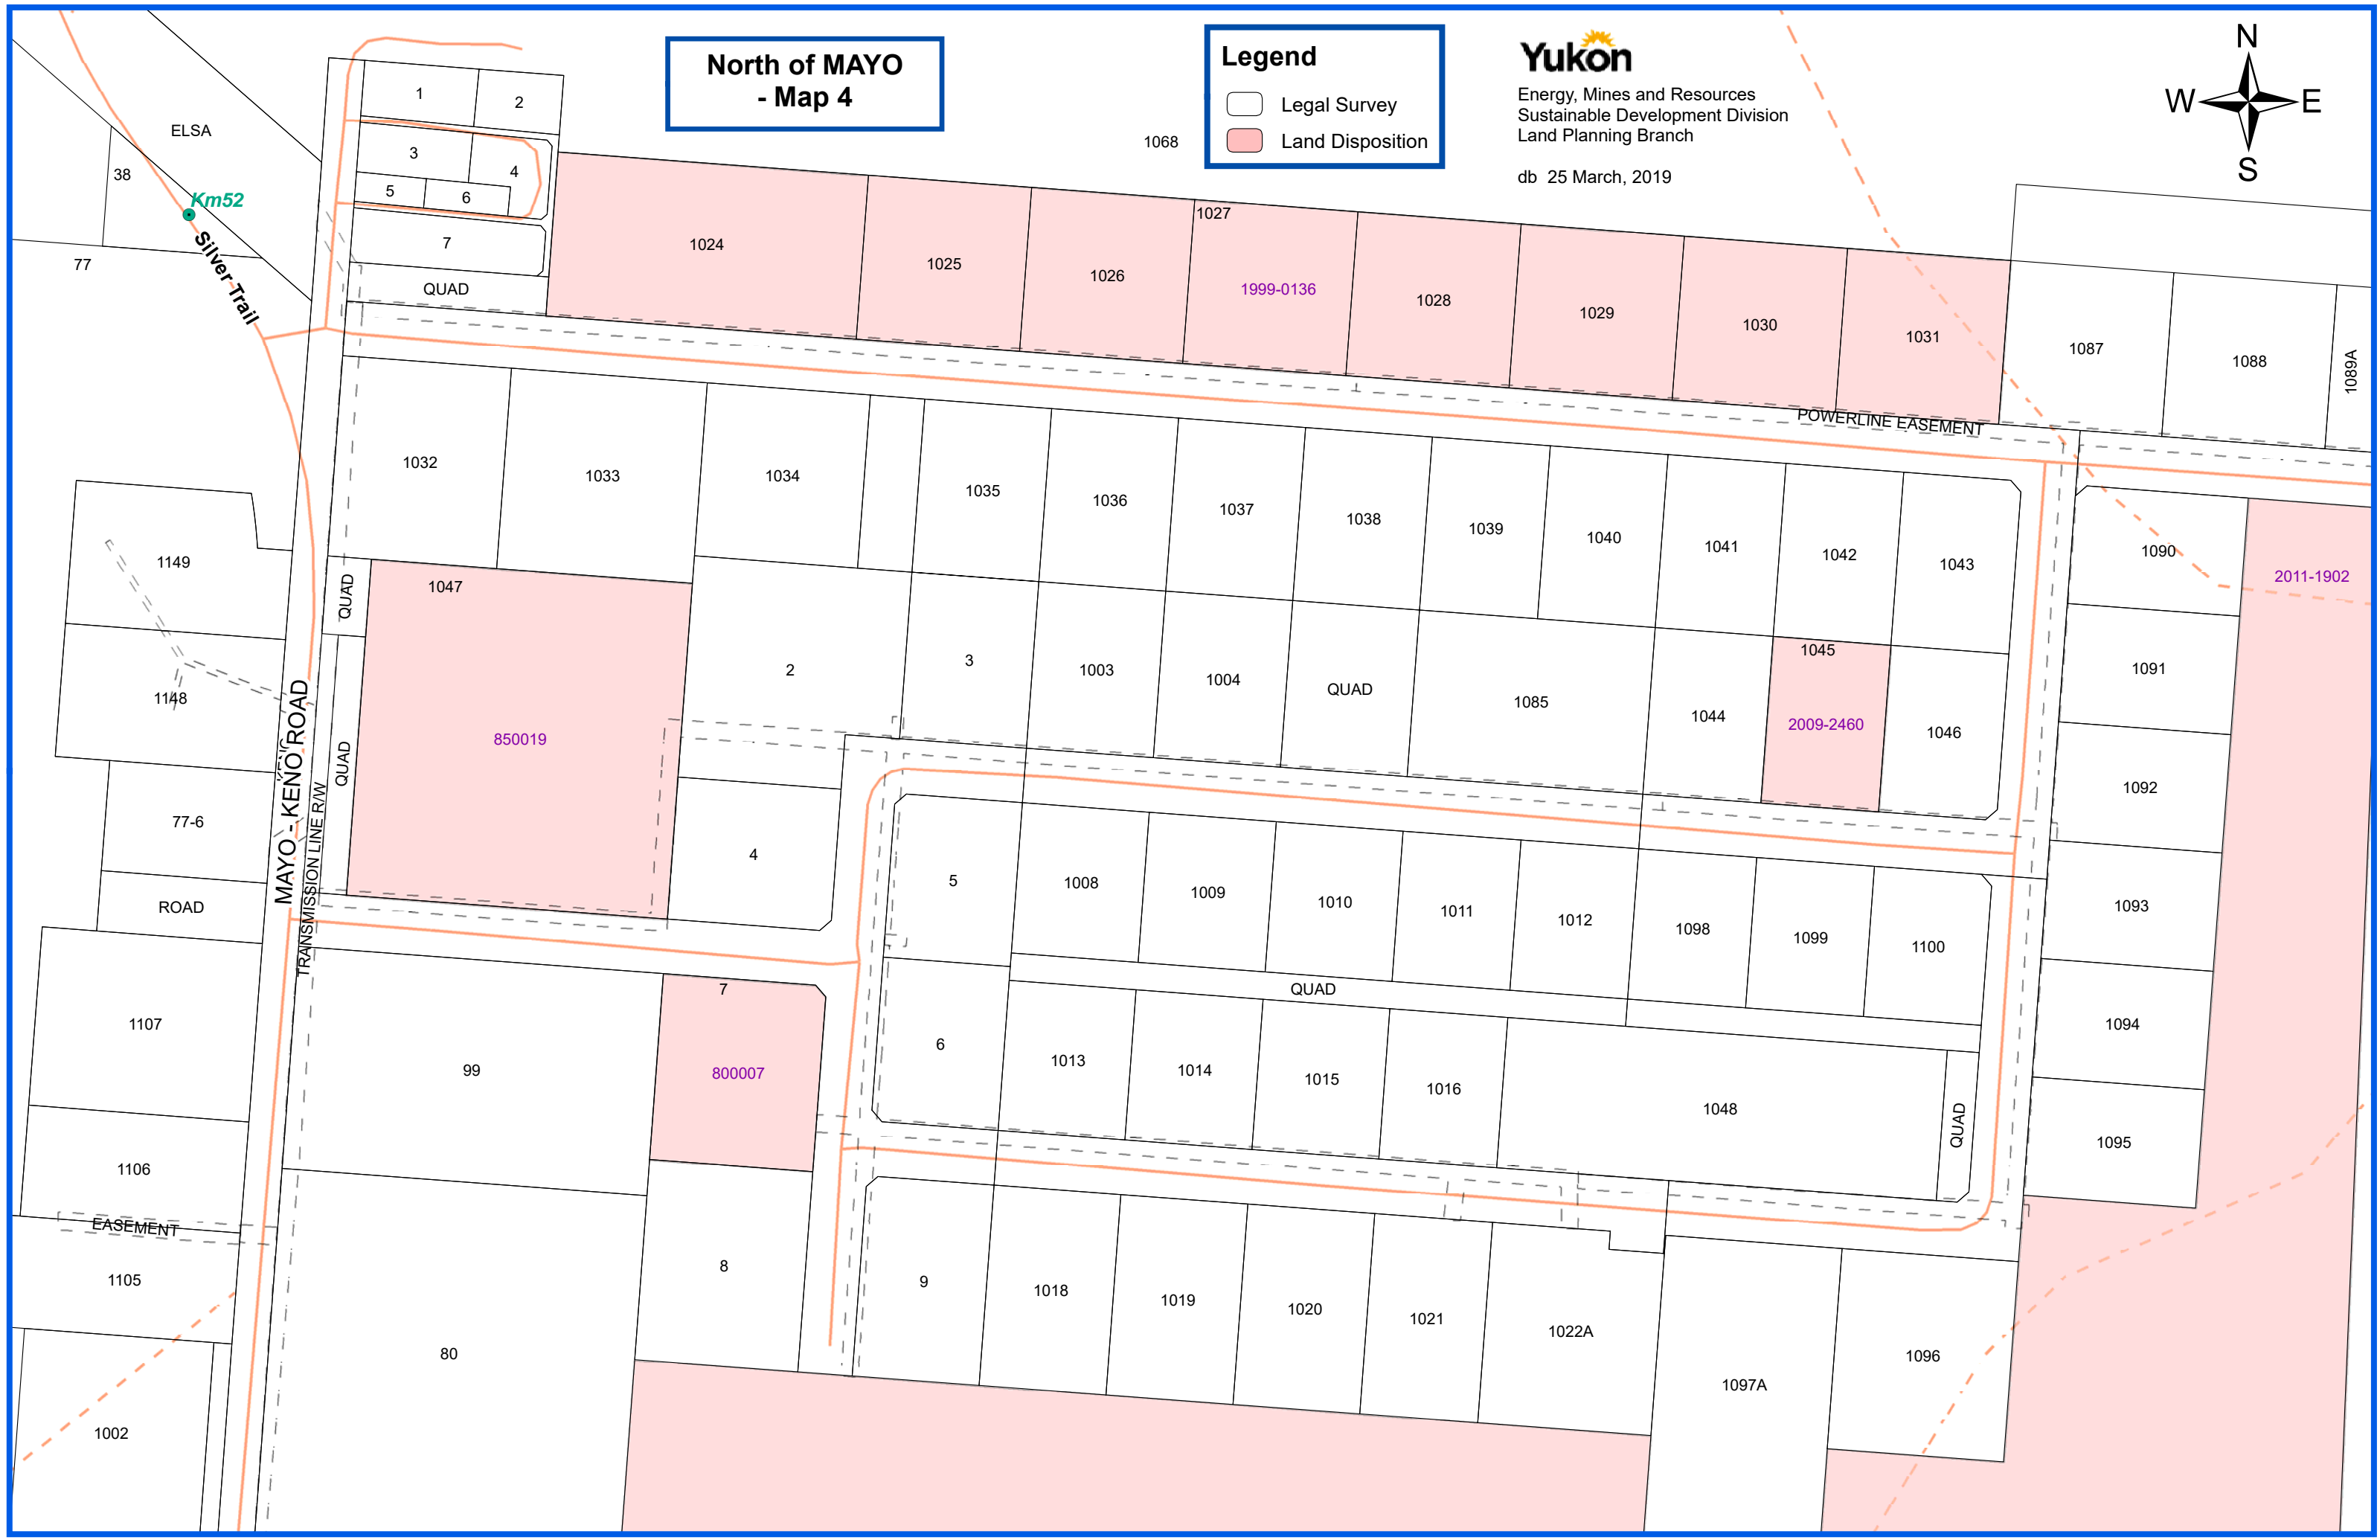 North of MAYO
- Map 4
Legend
Legal Survey
Land Disposition
Yukon
Energy, Mines and Resources
Sustainable Development Division
Land Planning Branch
db 25 March, 2019
N
W
E
S
ELSA
38
Km52
Silver Trail
77
1
2
3
4
5
6
7
QUAD
1068
1024
1025
1026
1027
1999-0136
1028
1029
1030
1031
1087
1088
1089A
POWERLINE EASEMENT
1032
1033
1034
1035
1036
1037
1038
1039
1040
1041
1042
1043
1090
2011-1902
1149
QUAD
1047
850019
2
3
1003
1004
QUAD
1085
1044
1045
2009-2460
1046
1091
1148
QUAD
MAYO - KENO ROAD
TRANSMISSION LINE R/W
1092
77-6
4
5
1008
1009
1010
1011
1012
1098
1099
1100
1093
ROAD
QUAD
1107
99
7
800007
6
1013
1014
1015
1016
1048
QUAD
1094
1095
1106
EASEMENT
1105
8
9
1018
1019
1020
1021
1022A
1097A
1096
80
1002